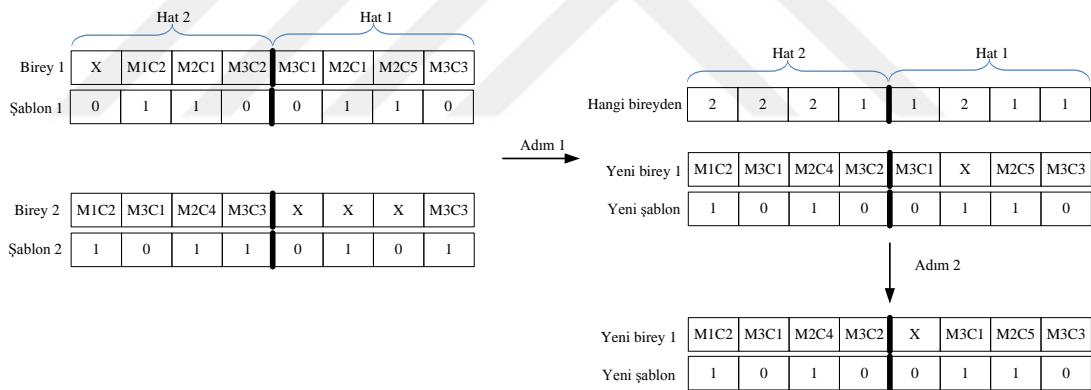 Hat 2 Hat 1
Birey 1 X M1C2 M2C1 M3C2 M3C1 M2C1 M2C5 M3C3
Şablon 1 0 1 1 0 0 1 1 0
Birey 2 M1C2 M3C1 M2C4 M3C3 X X X M3C3
Şablon 2 1 0 1 1 0 1 0 1
Adım 1
Hat 2 Hat 1
Hangi bireyden 2 2 2 1 1 2 1 1
Yeni birey 1 M1C2 M3C1 M2C4 M3C2 M3C1 X M2C5 M3C3
Yeni şablon 1 0 1 0 0 1 1 0
Adım 2
Yeni birey 1 M1C2 M3C1 M2C4 M3C2 X M3C1 M2C5 M3C3
Yeni şablon 1 0 1 0 0 1 1 0